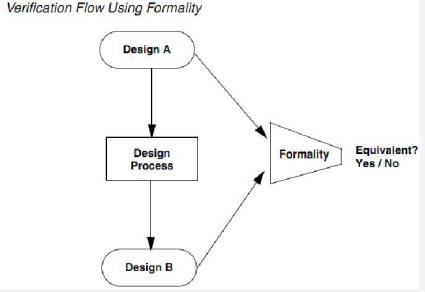 Verification Flow Using Formality
Design A
Design
Process
Formality
Equivalent?
Yes / No
Design B